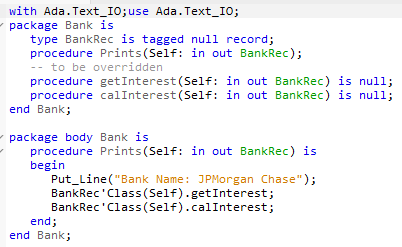 with Ada.Text_IO;use Ada.Text_IO;
package Bank is
   type BankRec is tagged null record;
   procedure Prints(Self: in out BankRec);
   -- to be overridden
   procedure getInterest(Self: in out BankRec) is null;
   procedure calInterest(Self: in out BankRec) is null;
end Bank;

package body Bank is
   procedure Prints(Self: in out BankRec) is
   begin
      Put_Line("Bank Name: JPMorgan Chase");
      BankRec'Class(Self).getInterest;
      BankRec'Class(Self).calInterest;
   end;
end Bank;